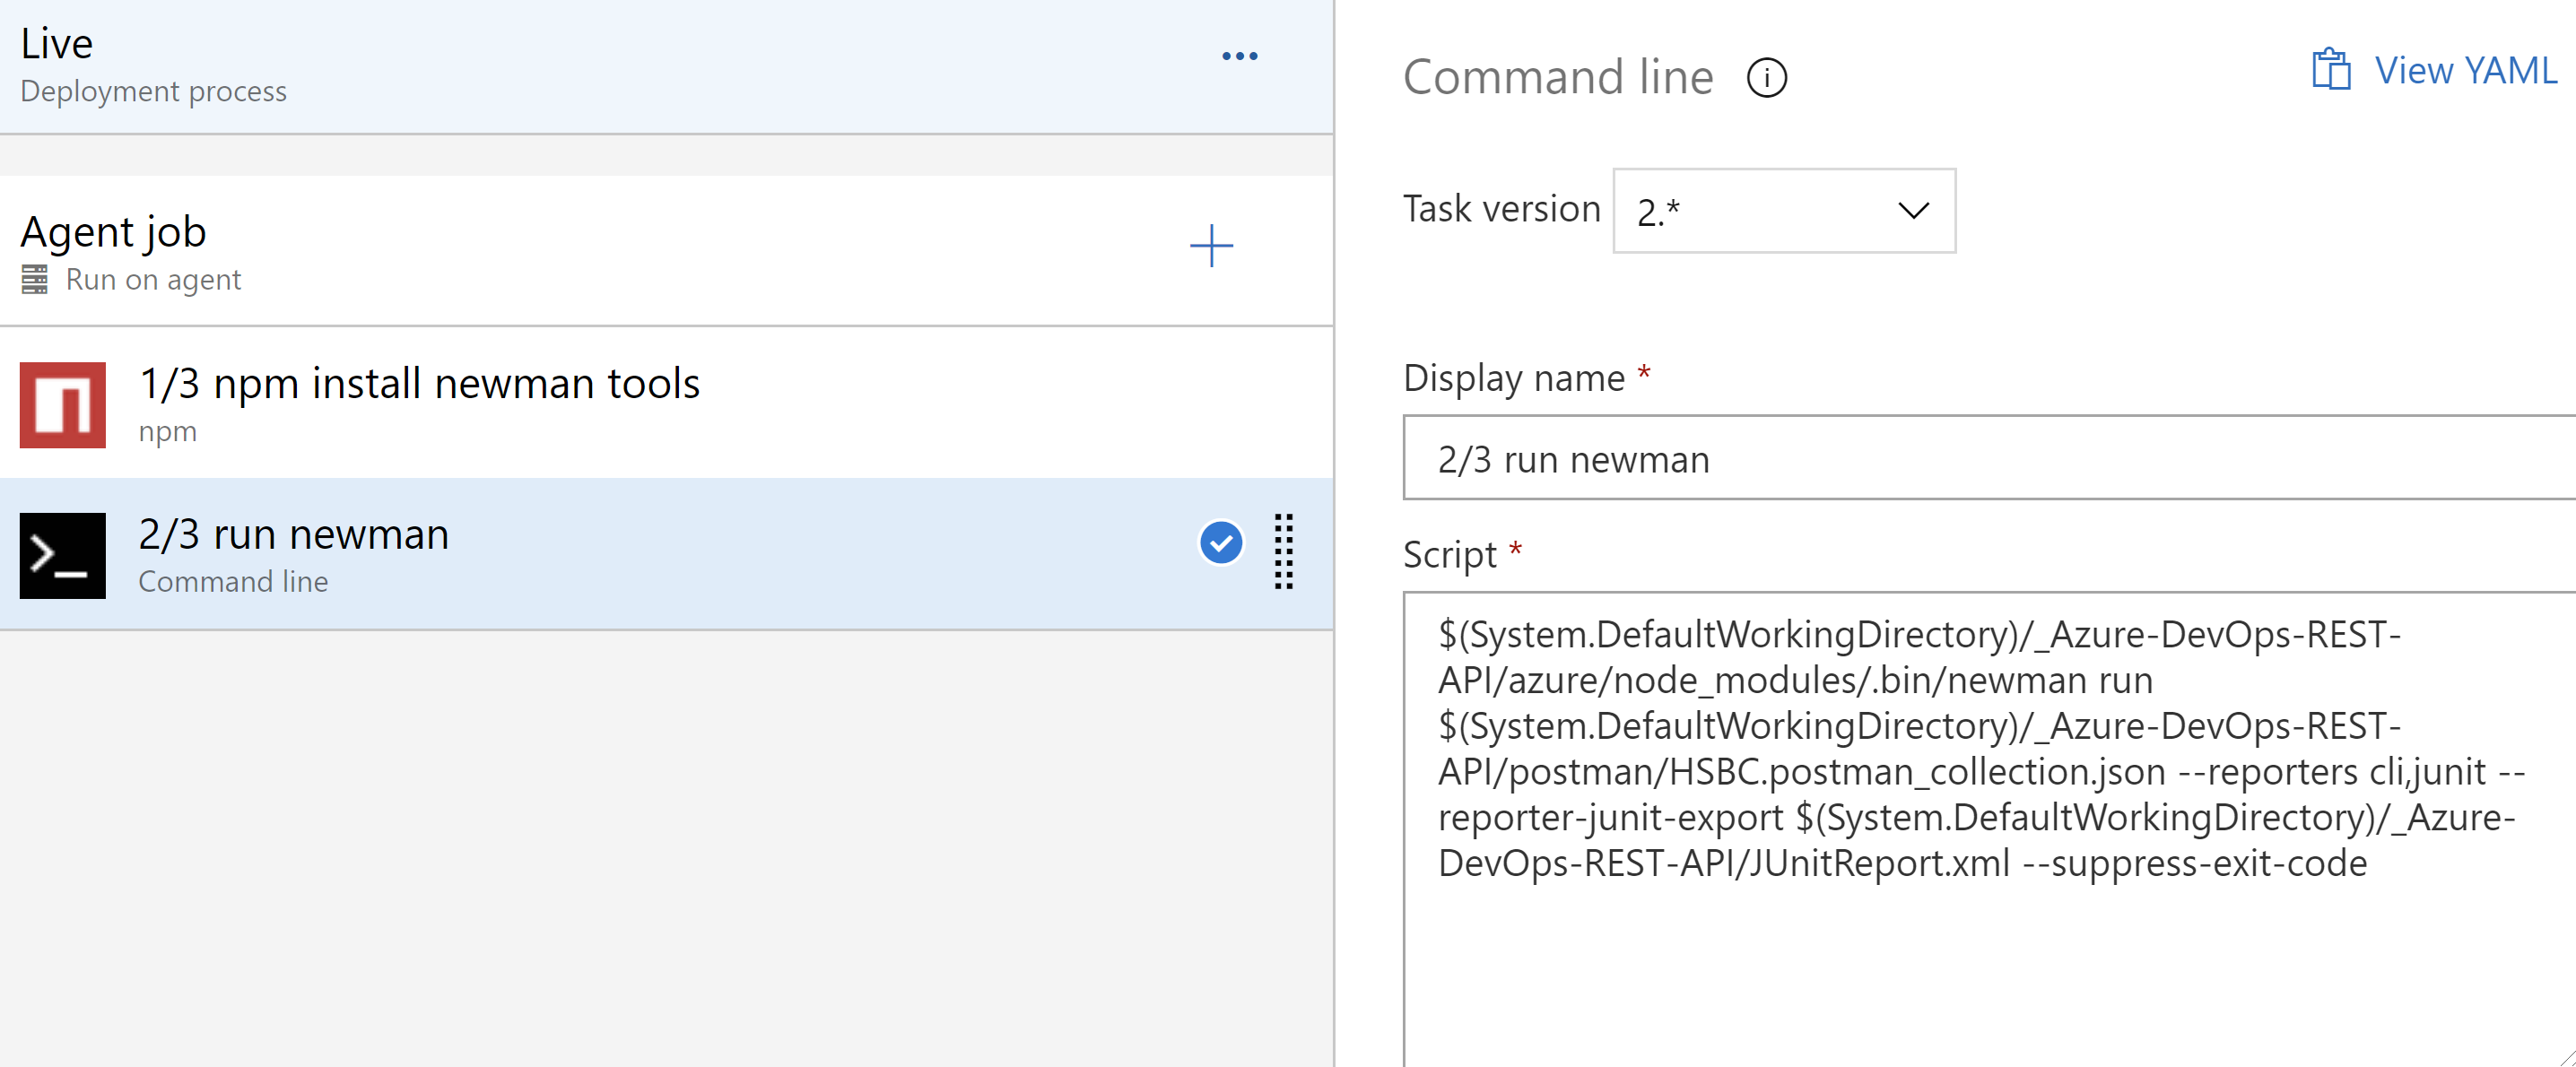 Live
Deployment process
Agent job
Run on agent
1/3 npm install newman tools
npm
2/3 run newman
Command line
Command line
View YAML
Task version 2.*
Display name *
2/3 run newman
Script *
$(System.DefaultWorkingDirectory)/_Azure-DevOps-REST-
API/azure/node_modules/.bin/newman run
$(System.DefaultWorkingDirectory)/_Azure-DevOps-REST-
API/postman/HSBC.postman_collection.json --reporters cli,junit --
reporter-junit-export $(System.DefaultWorkingDirectory)/_Azure-
DevOps-REST-API/JUnitReport.xml --suppress-exit-code